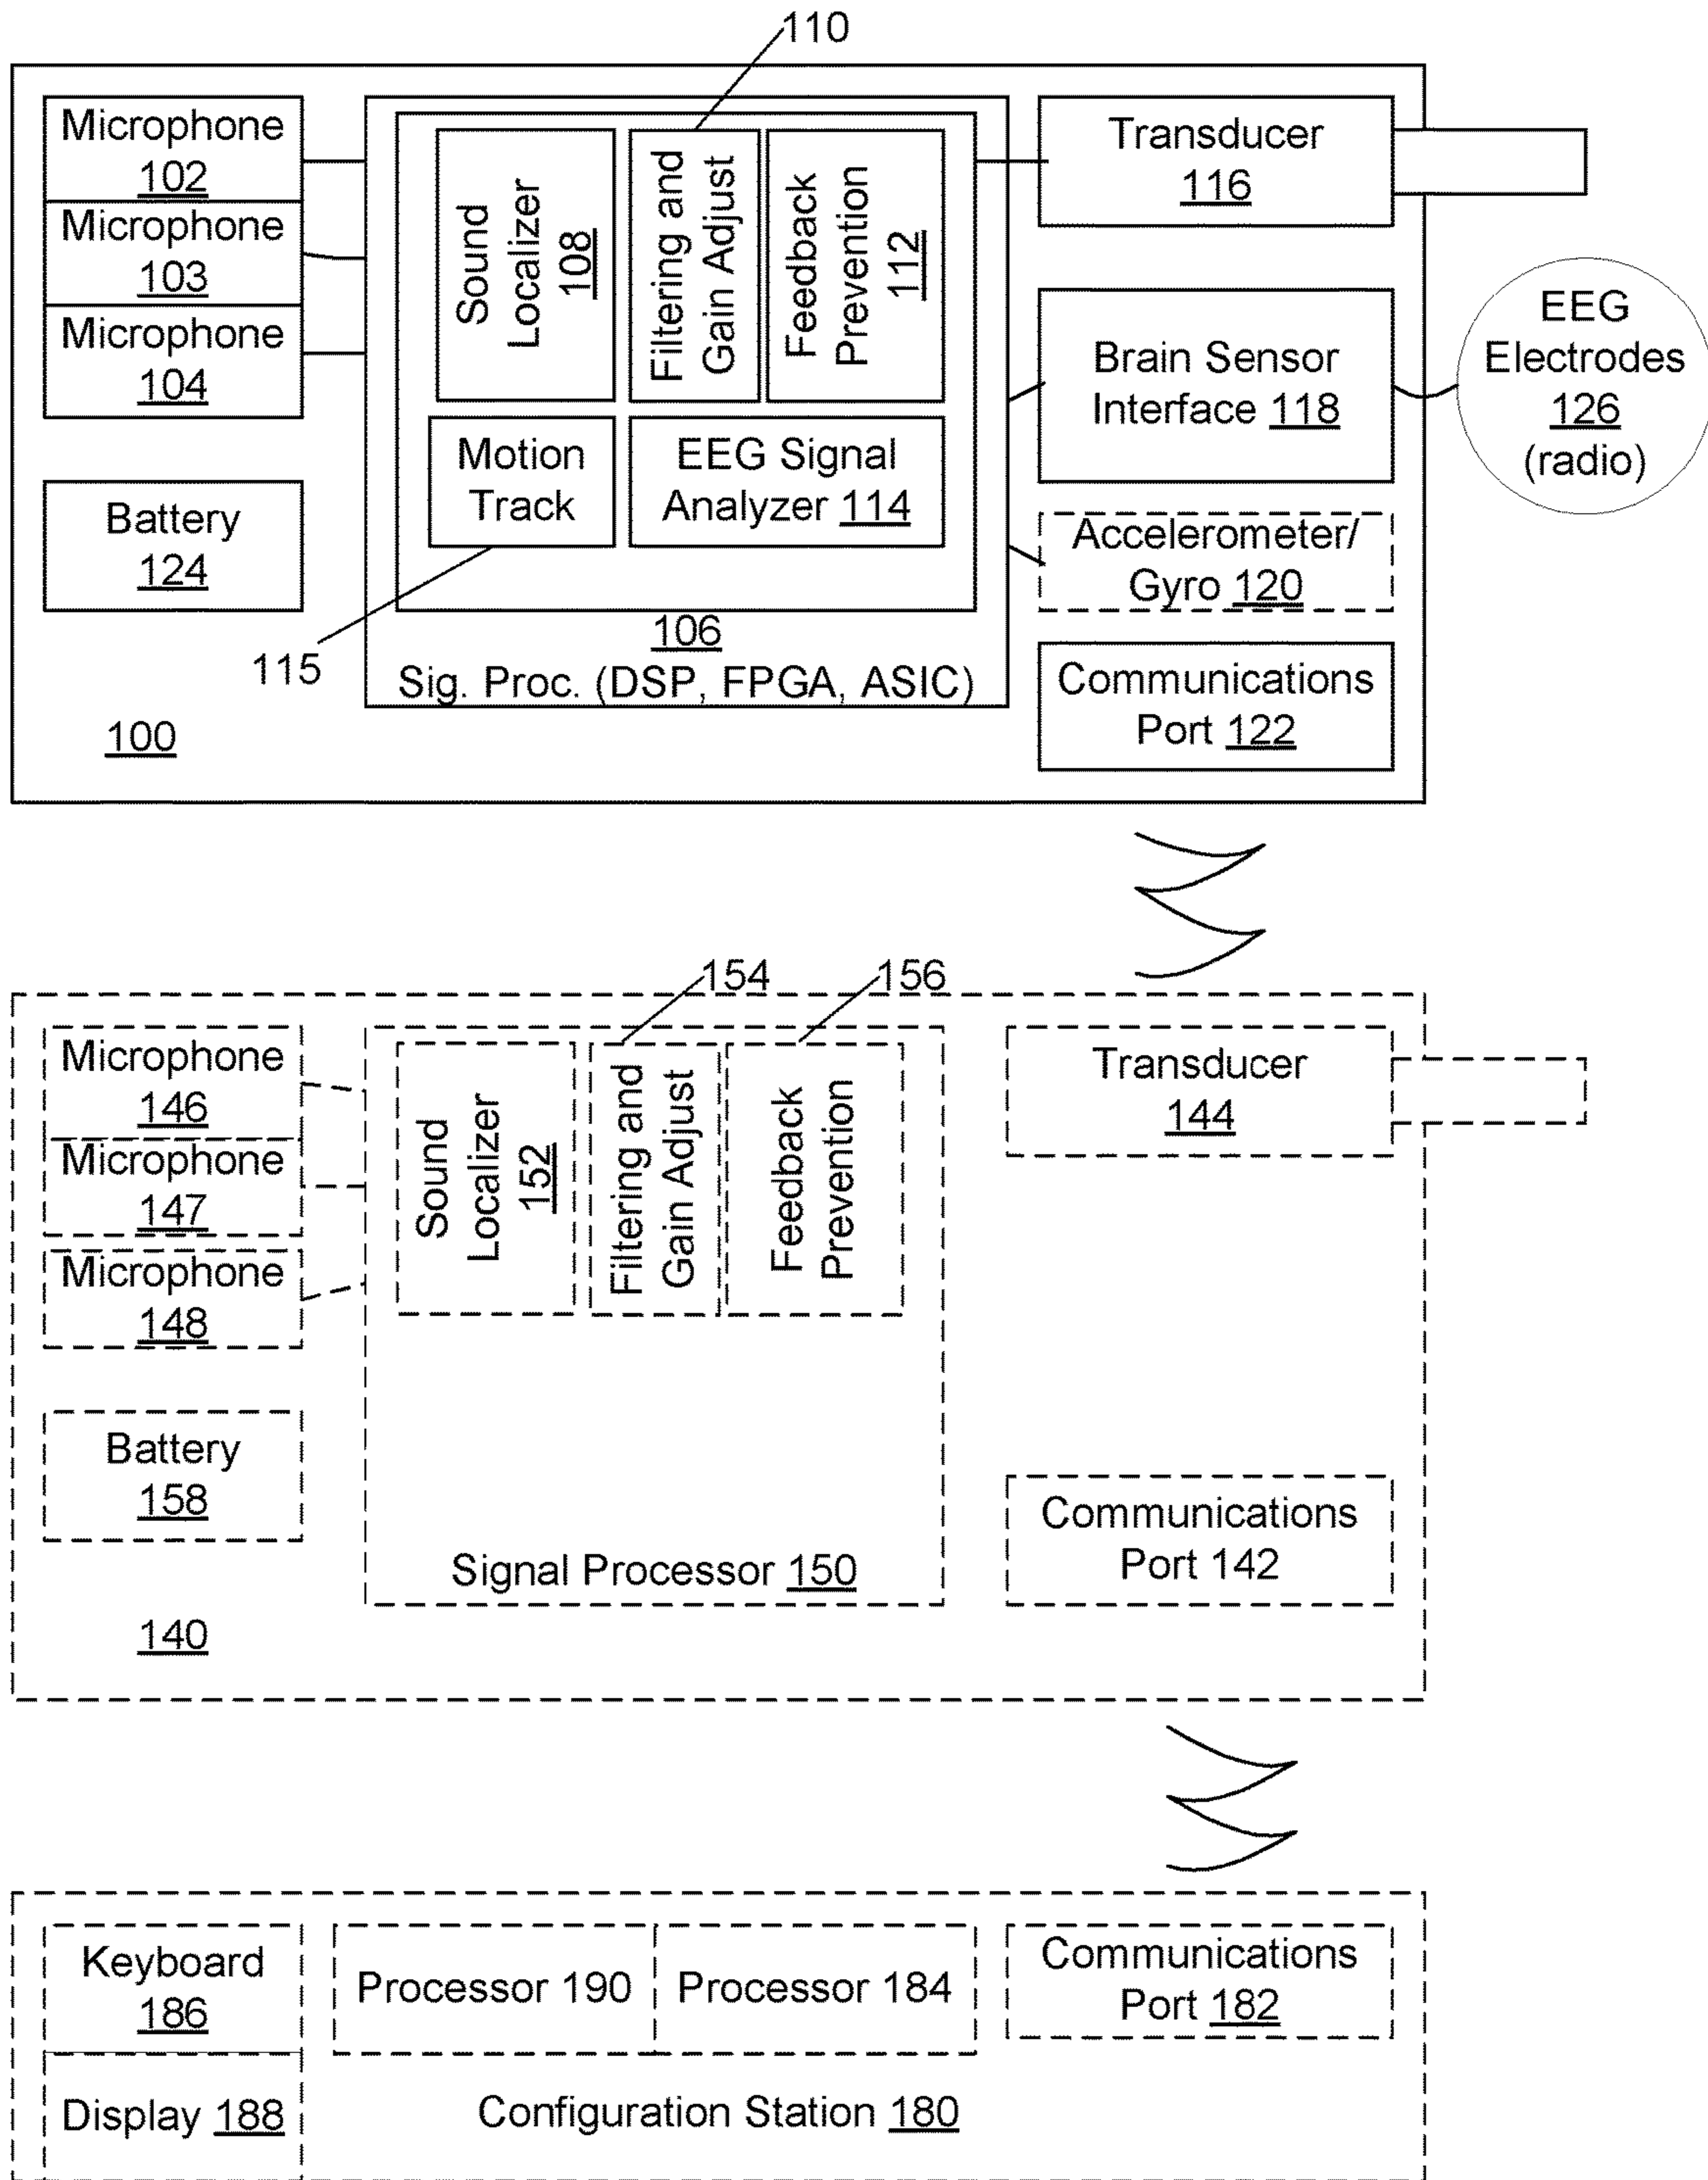 110
Microphone
102
Microphone
103
Microphone
104
Battery
124
Sound
Localizer
108
Filtering and
Gain Adjust
Feedback
Prevention
112
Motion
Track
EEG Signal
Analyzer 114
115
106
Sig. Proc. (DSP, FPGA, ASIC)
Transducer
116
Brain Sensor
Interface 118
EEG
Electrodes
126
(radio)
Accelerometer/
Gyro 120
Communications
Port 122
100
154
156
Microphone
146
Microphone
147
Microphone
148
Battery
158
Sound
Localizer
152
Filtering and
Gain Adjust
Feedback
Prevention
Signal Processor 150
Transducer
144
Communications
Port 142
140
Keyboard
186
Display 188
Processor 190
Processor 184
Communications
Port 182
Configuration Station 180